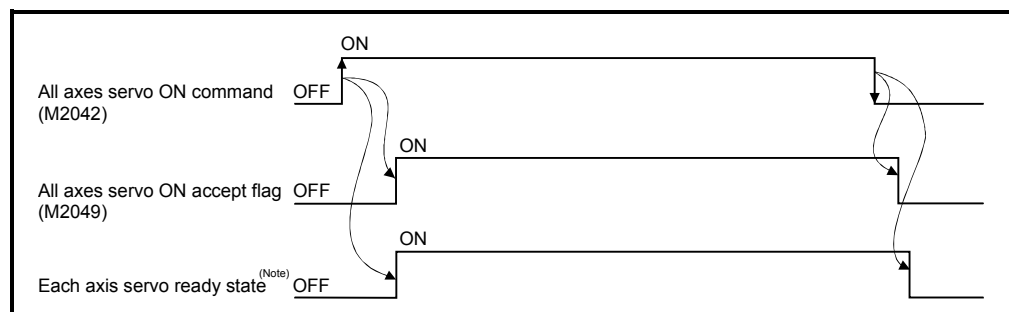 ON
All axes servo ON command OFF
(M2042)
ON
All axes servo ON accept flag OFF
(M2049)
ON
Each axis servo ready state(Note) OFF